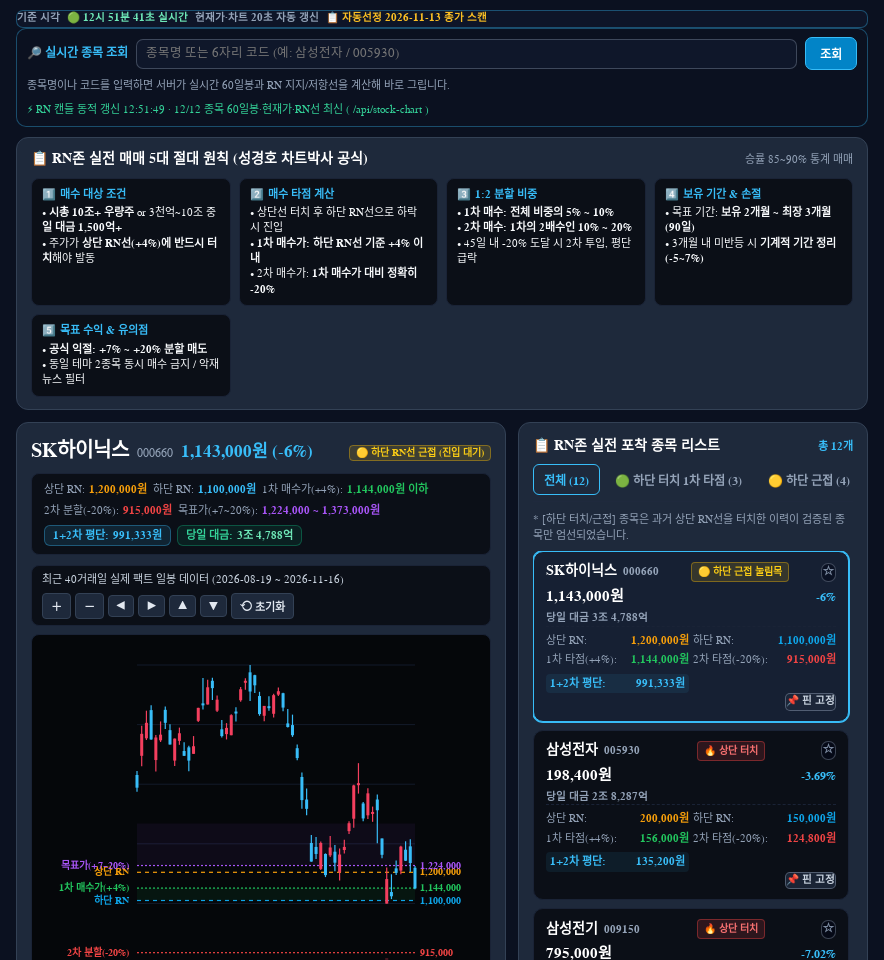 기준 시각 🟢 12시 51분 41초 실시간 현재가·차트 20초 자동 갱신 📋 자동선정 2026-11-13 종가 스캔
🔎 실시간 종목 조회 종목명 또는 6자리 코드 (예: 삼성전자 / 005930) 조회
종목명이나 코드를 입력하면 서버가 실시간 60일봉과 RN 지지/저항선을 계산해 바로 그립니다.
⚡ RN 캔들 동적 갱신 12:51:49 · 12/12 종목 60일봉·현재가·RN선 최신 ( /api/stock-chart )
📋 RN존 실전 매매 5대 절대 원칙 (성경호 차트박사 공식) 승률 85~90% 통계 매매
1️⃣ 매수 대상 조건
• 시총 10조+ 우량주 or 3천억~10조 중
일 대금 1,500억+
• 주가가 상단 RN선(+4%)에 반드시 터
치해야 발동
2️⃣ 매수 타점 계산
• 상단선 터치 후 하단 RN선으로 하락
시 진입
• 1차 매수가: 하단 RN선 기준 +4% 이
내
• 2차 매수가: 1차 매수가 대비 정확히
-20%
3️⃣ 1:2 분할 비중
• 1차 매수: 전체 비중의 5% ~ 10%
• 2차 매수: 1차의 2배수인 10% ~ 20%
• 45일 내 -20% 도달 시 2차 투입, 평단
급락
4️⃣ 보유 기간 & 손절
• 목표 기간: 보유 2개월 ~ 최장 3개월
(90일)
• 3개월 내 미반등 시 기계적 기간 정리
(-5~7%)
5️⃣ 목표 수익 & 유의점
• 공식 익절: +7% ~ +20% 분할 매도
• 동일 테마 2종목 동시 매수 금지 / 악재
뉴스 필터
SK하이닉스 000660 1,143,000원 (-6%) 🟡 하단 RN선 근접 (진입 대기)
상단 RN: 1,200,000원 하단 RN: 1,100,000원 1차 매수가(+4%): 1,144,000원 이하
2차 분할(-20%): 915,000원 목표가(+7~20%): 1,224,000 ~ 1,373,000원
1+2차 평단: 991,333원 당일 대금: 3조 4,788억
최근 40거래일 실제 팩트 일봉 데이터 (2026-08-19 ~ 2026-11-16)
+ − ◀ ▶ ▲ ▼ ⟲ 초기화
목표가(+7~20%) 1,224,000
상단 RN 1,200,000
1차 매수가(+4%) 1,144,000
하단 RN 1,100,000
2차 분할(-20%) 915,000
📋 RN존 실전 포착 종목 리스트 총 12개
전체 (12) 🟢 하단 터치 1차 타점 (3) 🟡 하단 근접 (4)
* [하단 터치/근접] 종목은 과거 상단 RN선을 터치한 이력이 검증된 종
목만 엄선되었습니다.
SK하이닉스 000660 🟡 하단 근접 눌림목 ☆
1,143,000원 -6%
당일 대금 3조 4,788억
상단 RN: 1,200,000원 하단 RN: 1,100,000원
1차 타점(+4%): 1,144,000원 2차 타점(-20%): 915,000원
1+2차 평단: 991,333원
📌 핀 고정
삼성전자 005930 🔥 상단 터치 ☆
198,400원 -3.69%
당일 대금 2조 8,287억
상단 RN: 200,000원 하단 RN: 150,000원
1차 타점(+4%): 156,000원 2차 타점(-20%): 124,800원
1+2차 평단: 135,200원
📌 핀 고정
삼성전기 009150 🔥 상단 터치 ☆
795,000원 -7.02%